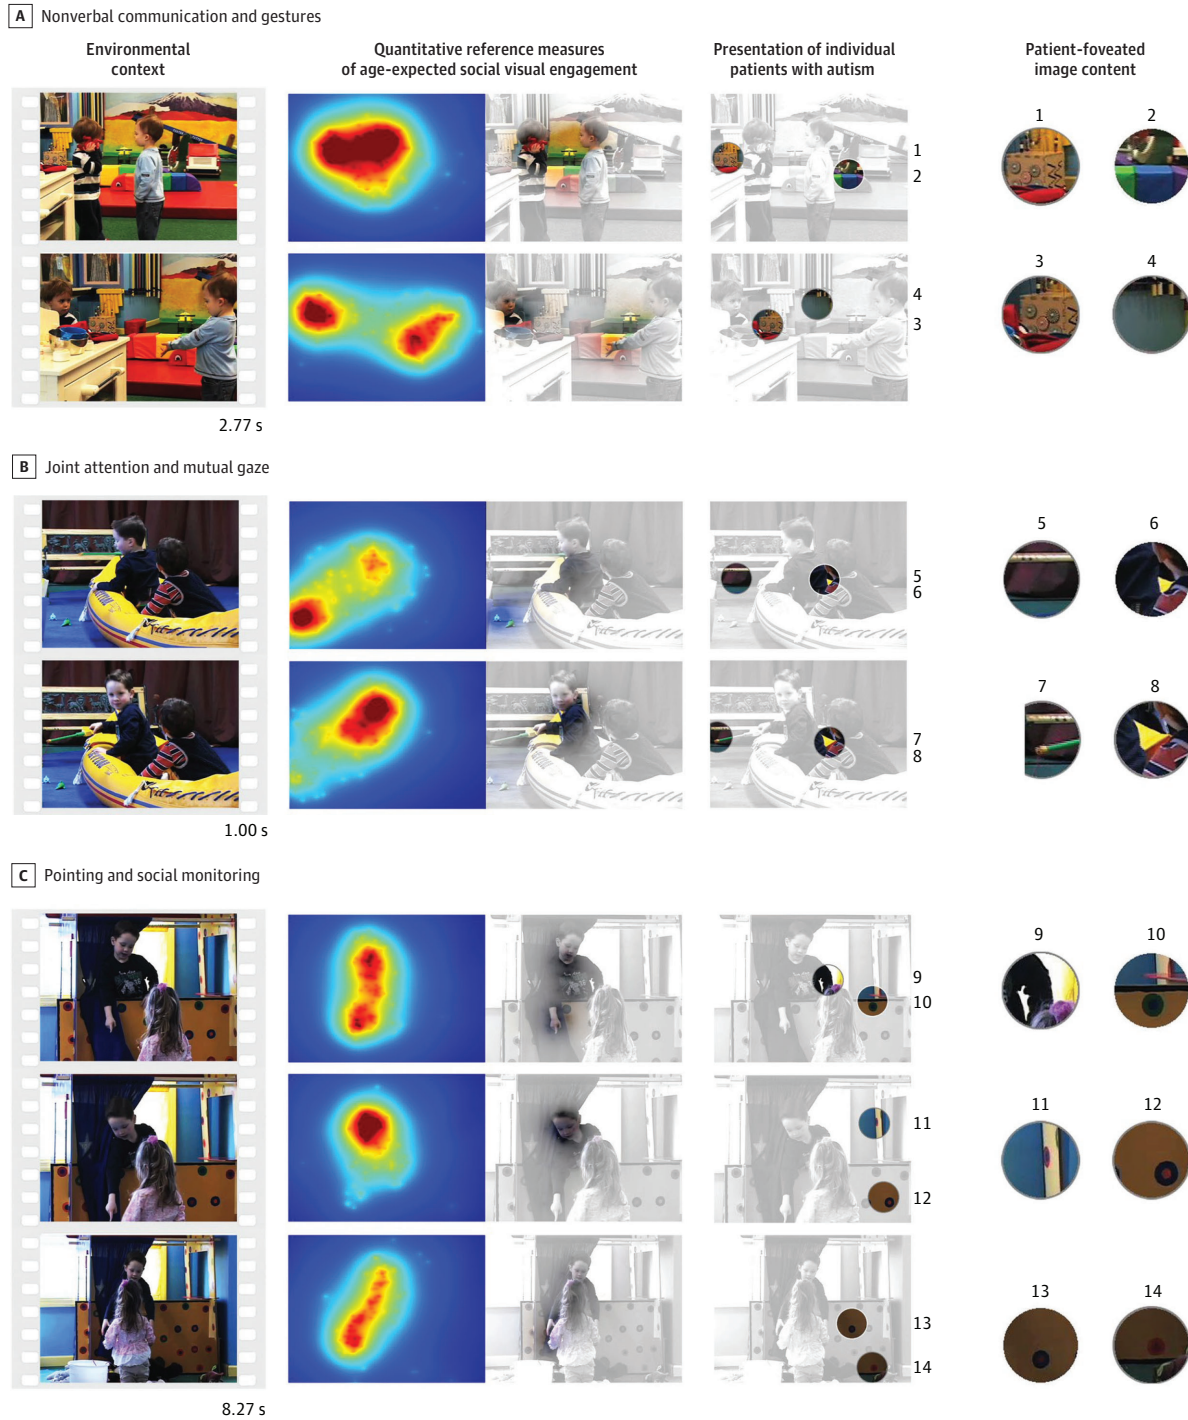 A Nonverbal communication and gestures
Environmental
context
Quantitative reference measures
of age-expected social visual engagement
Presentation of individual
patients with autism
Patient-foveated
image content
1
2
1
2
4
3
3
4
2.77 s
B Joint attention and mutual gaze
5
6
5
6
7
8
7
8
1.00 s
C Pointing and social monitoring
9
10
9
10
11
12
11
12
13
14
13
14
8.27 s